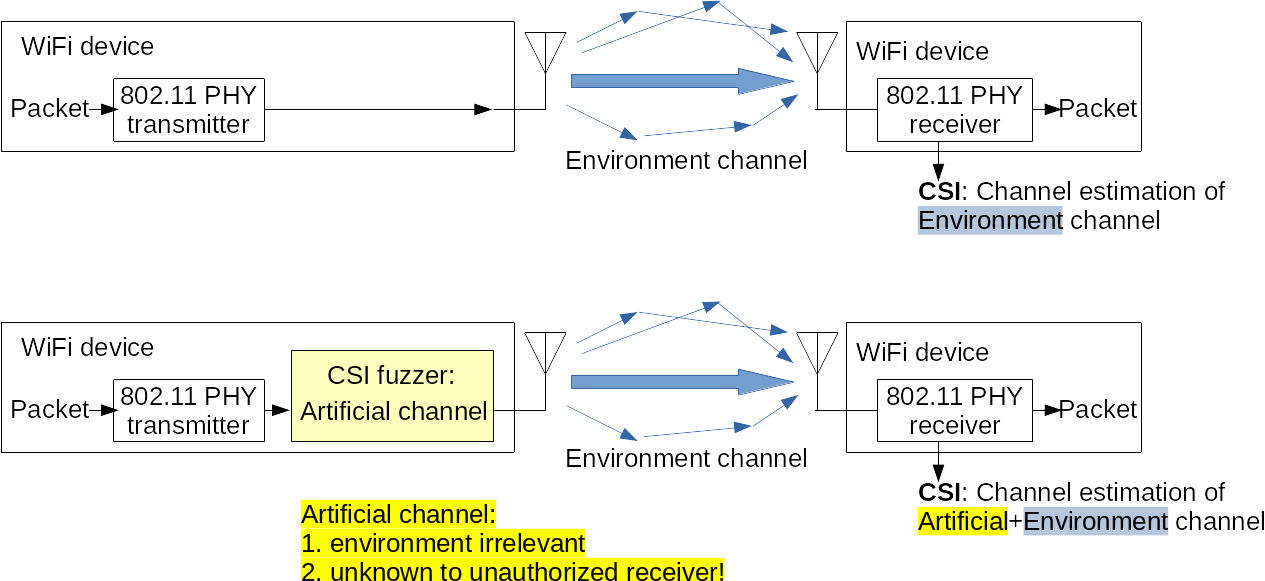 WiFi device
Packet
802.11 PHY
transmitter
Environment channel
WiFi device
802.11 PHY
receiver
Packet
CSI: Channel estimation of
Environment channel
WiFi device
Packet
802.11 PHY
transmitter
CSI fuzzer:
Artificial channel
Environment channel
WiFi device
802.11 PHY
receiver
Packet
CSI: Channel estimation of
Artificial+Environment channel
Artificial channel:
1. environment irrelevant
2. unknown to unauthorized receiver!